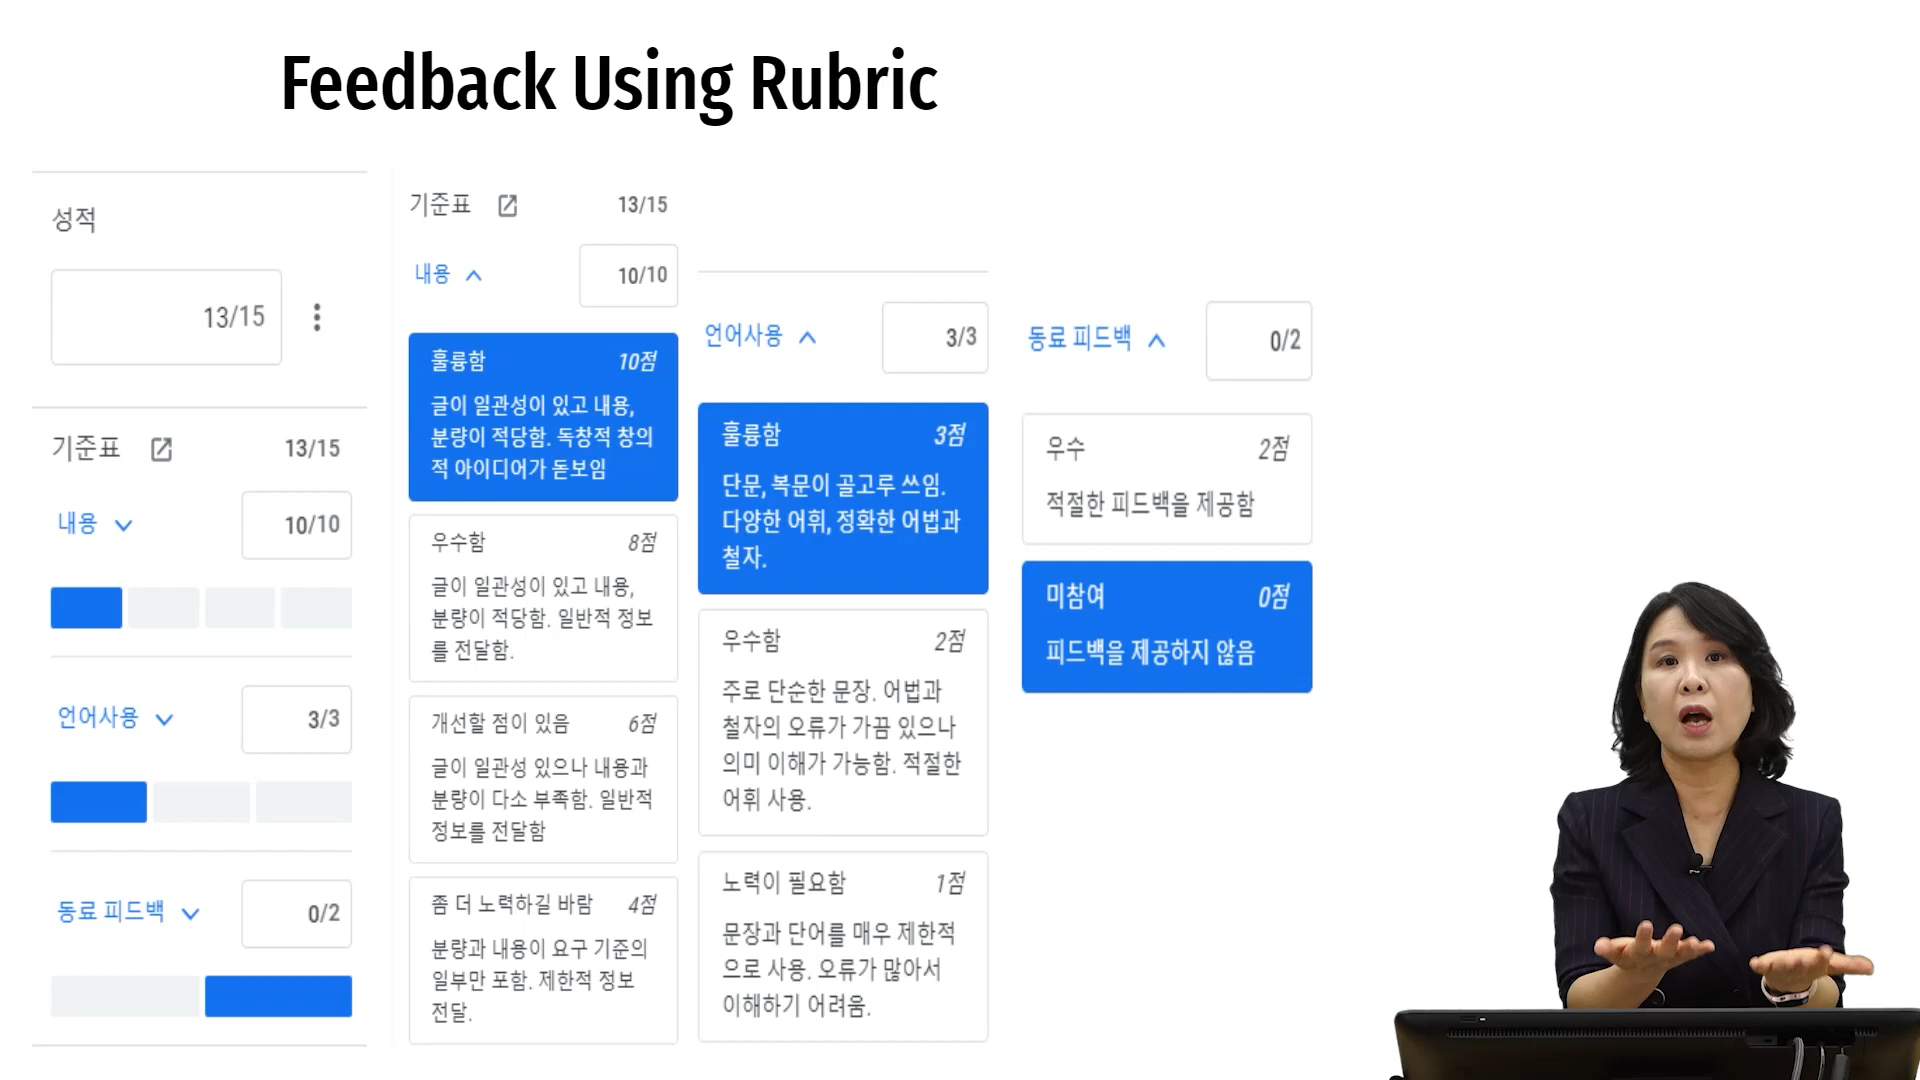 Feedback Using Rubric
성적
13/15
기준표 13/15
내용 10/10
언어사용 3/3
동료 피드백 0/2
기준표 13/15
내용 10/10
훌륭함 10점
글이 일관성이 있고 내용,
분량이 적당함. 독창적 창의
적 아이디어가 돋보임
우수함 8점
글이 일관성이 있고 내용,
분량이 적당함. 일반적 정보
를 전달함.
개선할 점이 있음 6점
글이 일관성 있으나 내용과
분량이 다소 부족함. 일반적
정보를 전달함
좀 더 노력하길 바람 4점
분량과 내용이 요구 기준의
일부만 포함. 제한적 정보
전달.
언어사용 3/3
훌륭함 3점
단문, 복문이 골고루 쓰임.
다양한 어휘, 정확한 어법과
철자.
우수함 2점
주로 단순한 문장. 어법과
철자의 오류가 가끔 있으나
의미 이해가 가능함. 적절한
어휘 사용.
노력이 필요함 1점
문장과 단어를 매우 제한적
으로 사용. 오류가 많아서
이해하기 어려움.
동료 피드백 0/2
우수 2점
적절한 피드백을 제공함
미참여 0점
피드백을 제공하지 않음